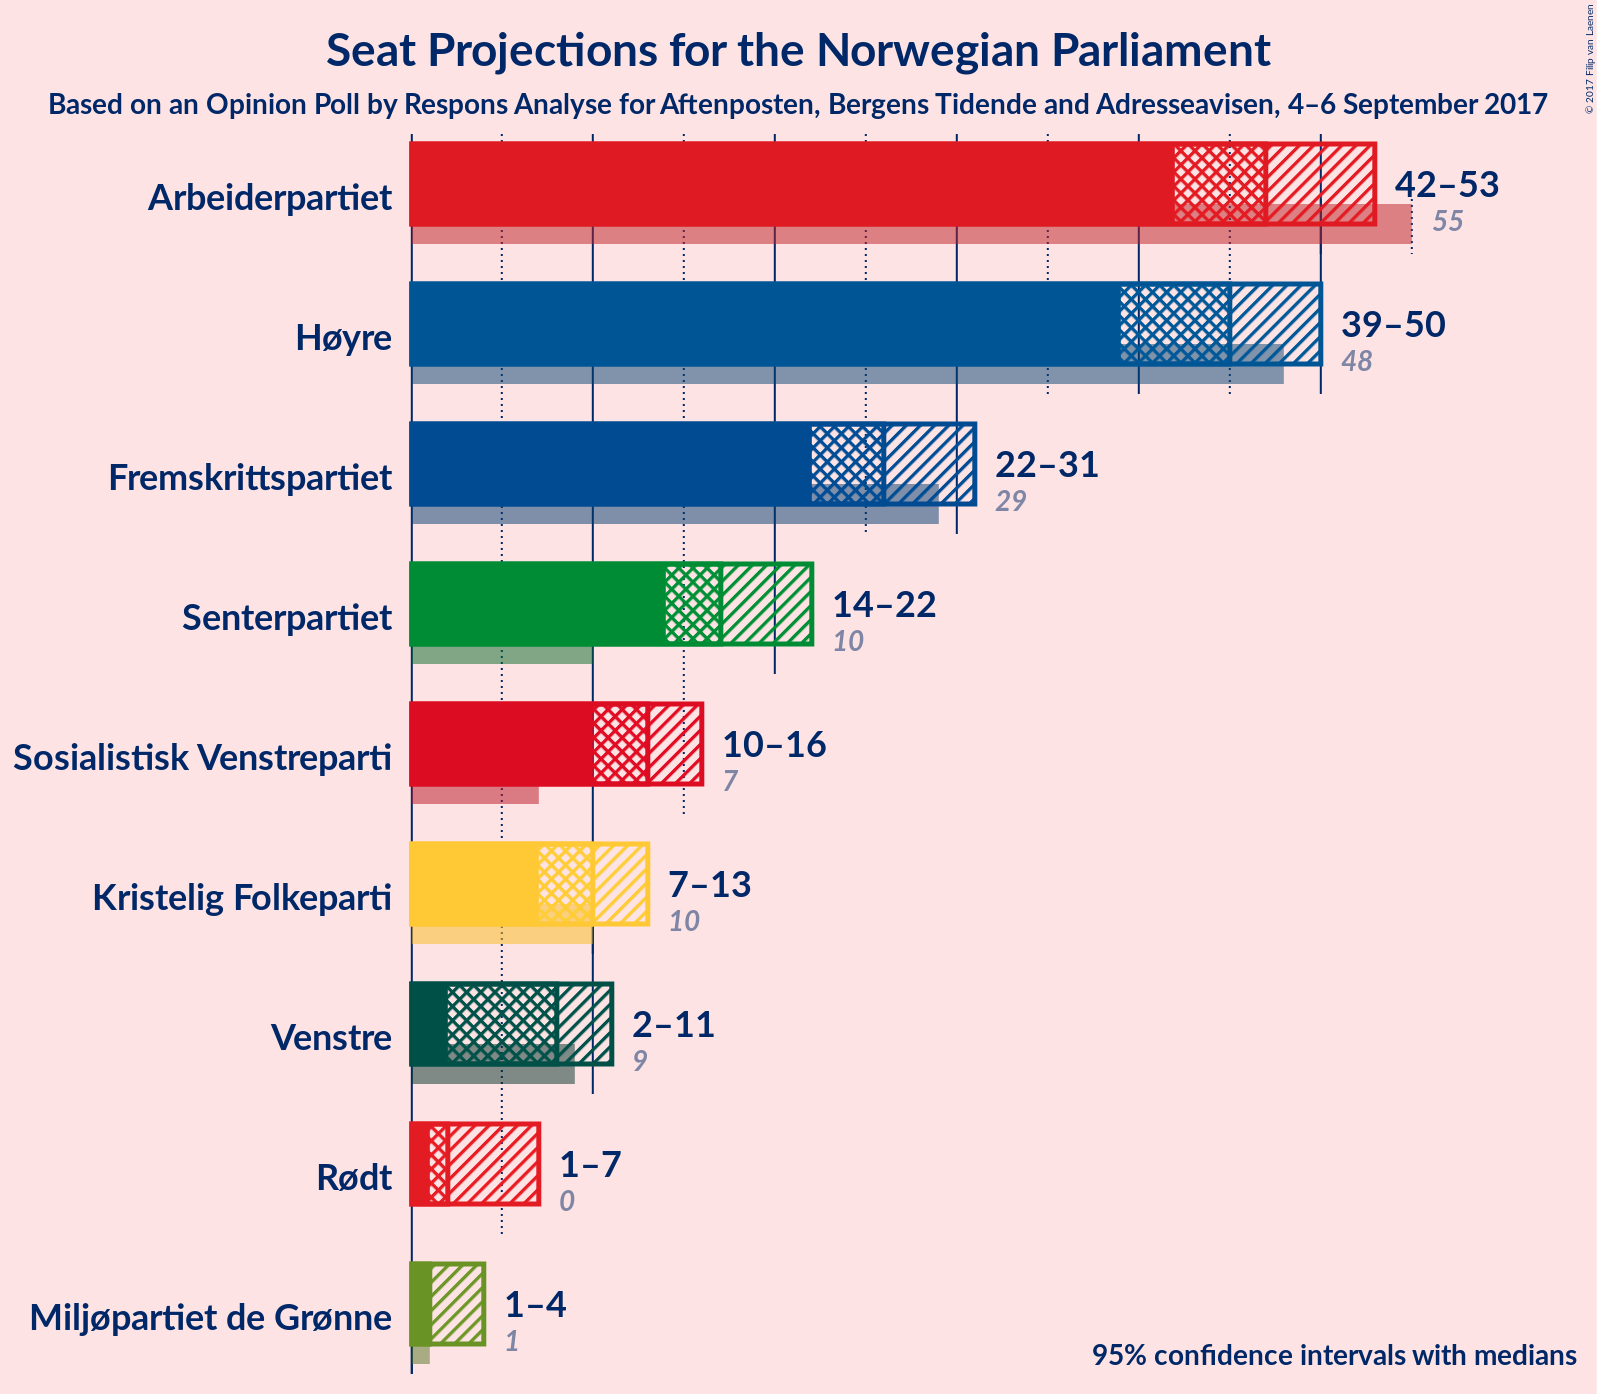 Seat Projections for the Norwegian Parliament
Based on an Opinion Poll by Respons Analyse for Aftenposten, Bergens Tidende and Adresseavisen, 4–6 September 2017
© 2017 Filip van Laenen
Arbeiderpartiet
42–53
55
Høyre
39–50
48
Fremskrittspartiet
22–31
29
Senterpartiet
14–22
10
Sosialistisk Venstreparti
10–16
7
Kristelig Folkeparti
7–13
10
Venstre
2–11
9
Rødt
1–7
0
Miljøpartiet de Grønne
1–4
1
95% confidence intervals with medians